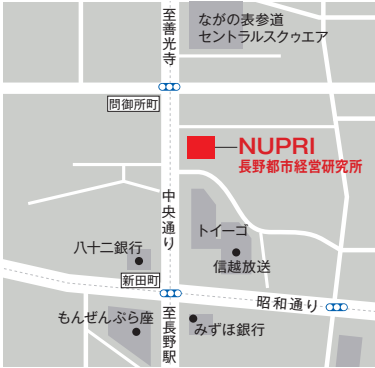 至善光寺
ながの表参道
セントラルスクゥエア
問御所町
NUPRI
長野都市経営研究所
中央通り
トイーゴ
八十二銀行
信越放送
新田町
昭和通り
もんぜんぷら座
至長野駅
みずほ銀行